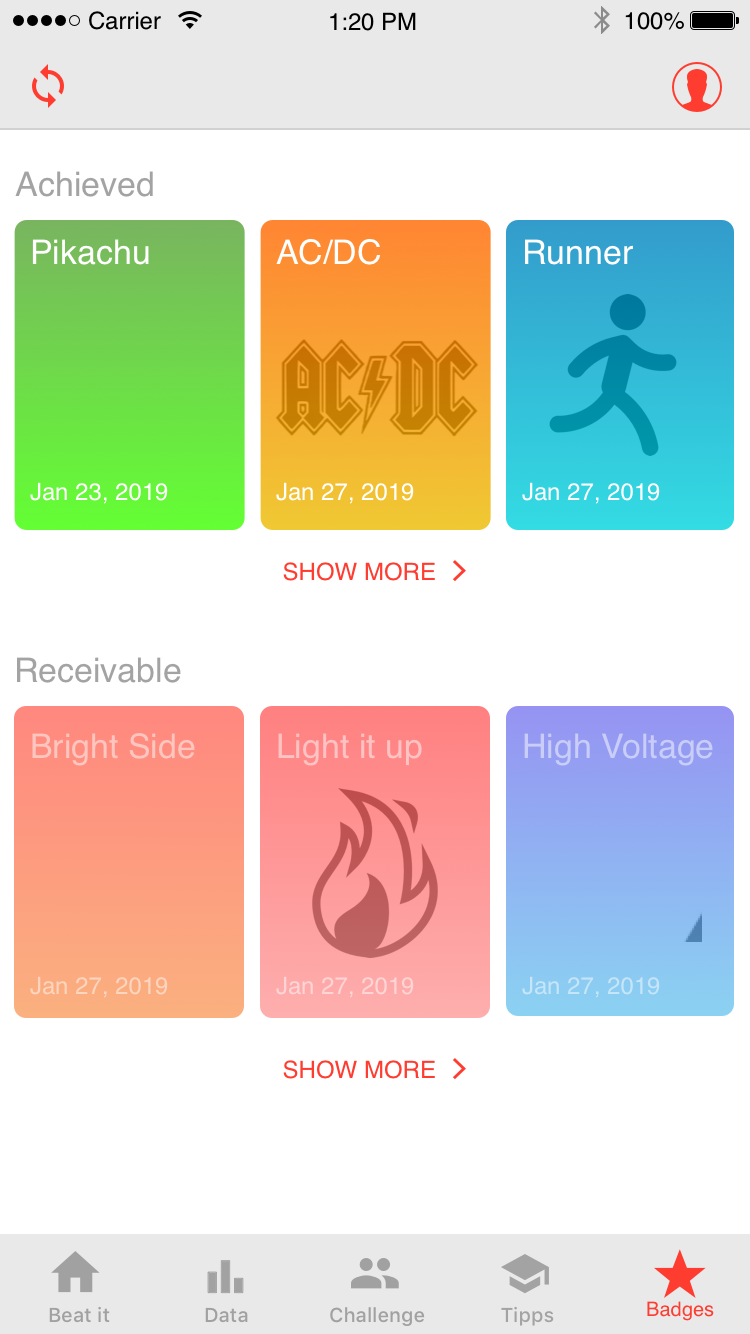 Carrier 1:20 PM 100%
Achieved
Pikachu AC/DC Runner
AC DC
Jan 23, 2019 Jan 27, 2019 Jan 27, 2019
SHOW MORE
Receivable
Bright Side Light it up High Voltage
Jan 27, 2019 Jan 27, 2019 Jan 27, 2019
SHOW MORE
Beat it Data Challenge Tipps Badges